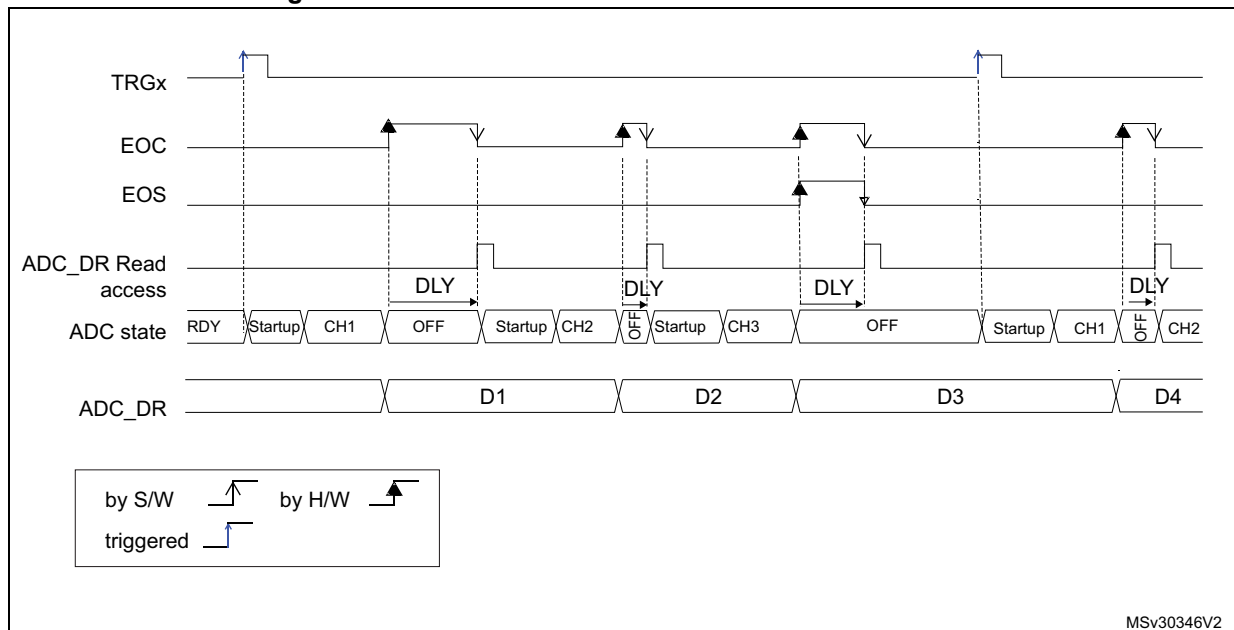 TRGx
EOC
EOS
ADC_DR Read
access
DLY DLY DLY DLY
ADC state RDY Startup CH1 OFF Startup CH2 OFF Startup CH3 OFF Startup CH1 OFF CH2
ADC_DR D1 D2 D3 D4
by S/W by H/W
triggered
MSv30346V2